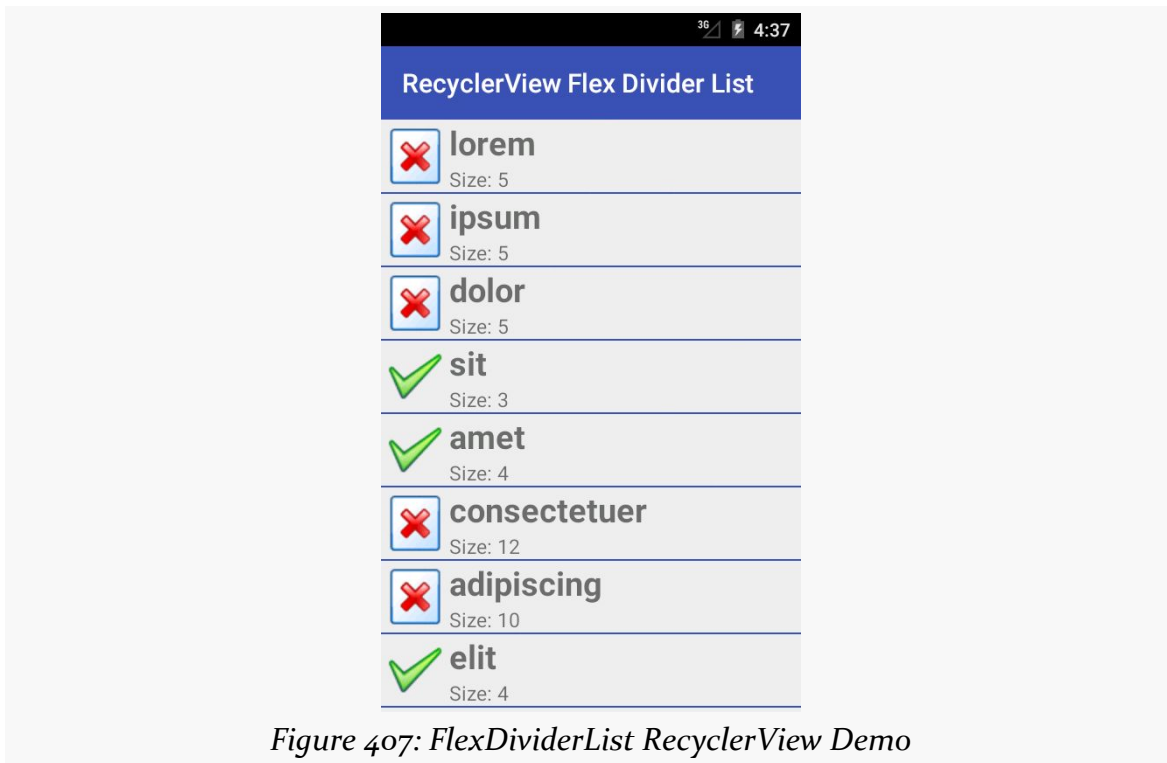 3G 4:37
RecyclerView Flex Divider List
lorem
Size: 5
ipsum
Size: 5
dolor
Size: 5
sit
Size: 3
amet
Size: 4
consectetuer
Size: 12
adipiscing
Size: 10
elit
Size: 4
Figure 407: FlexDividerList RecyclerView Demo